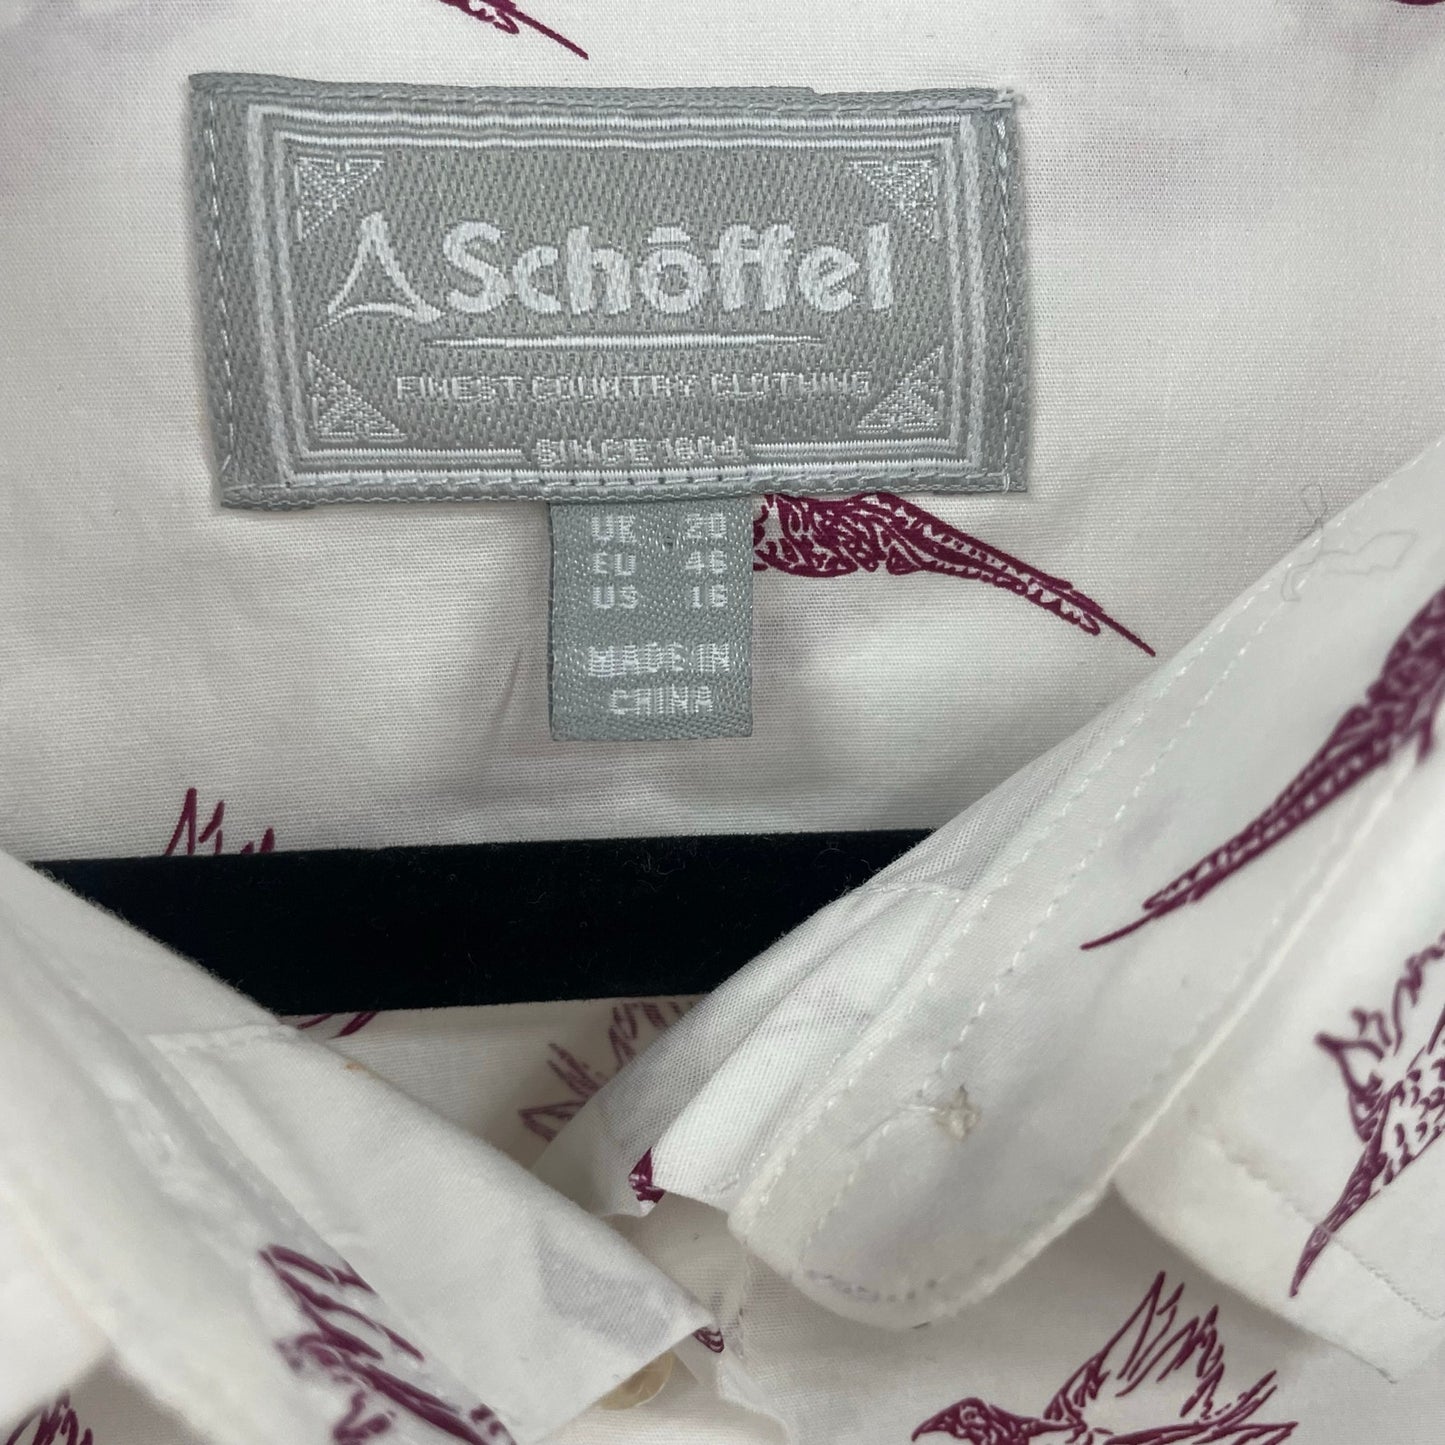 Schöffel
FINEST COUNTRY CLOTHING
SINCE 1804
UK 20
EU 46
US 16
MADE IN
CHINA